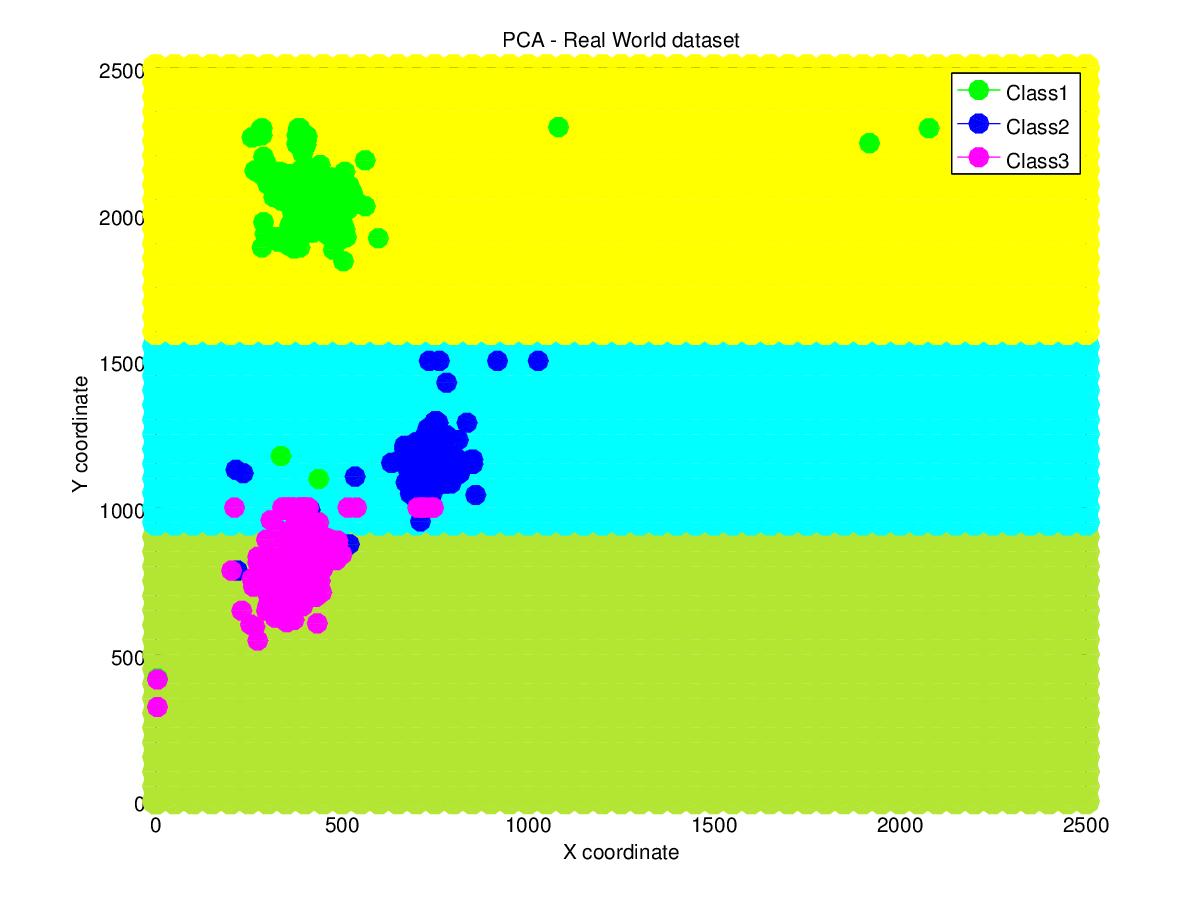 PCA - Real World dataset
2500
Class1
Class2
Class3
2000
1500
Y coordinate
1000
500
0
0 500 1000 1500 2000 2500
X coordinate